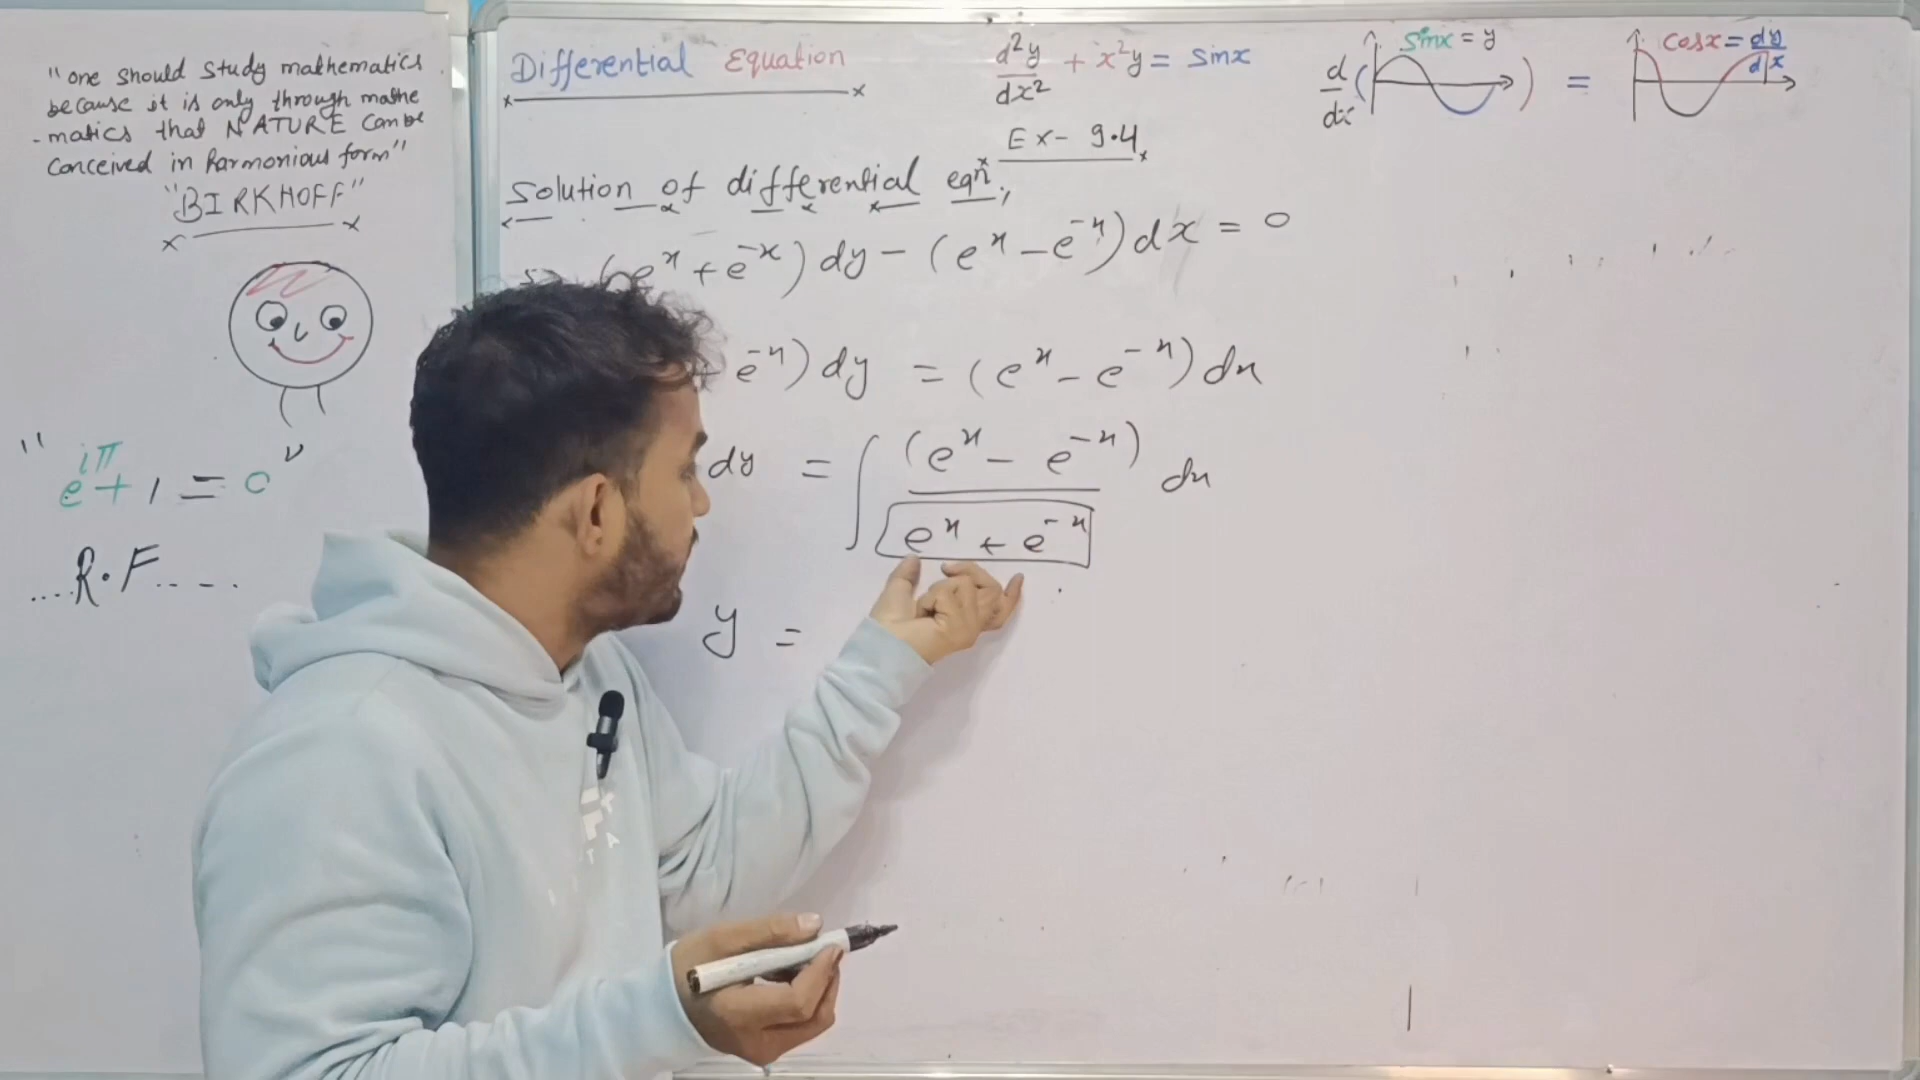 "one should study mathematics
because it is only through mathe
-matics that NATURE can be
conceived in harmonious form"
"BIRKHOFF"
" e^iπ + 1 = 0 "
....R.F.....
Differential Equation
d²y/dx² + x²y = sinx
Ex- 9.4
d/dx ( sinx = y ) = cosx = dy/dx
Solution of differential eqn,
(e^x + e^-x) dy - (e^x - e^-x) dx = 0
e^-x) dy = (e^x - e^-x) dx
dy = ∫ (e^x - e^-x) / (e^x + e^-x) dx
y =